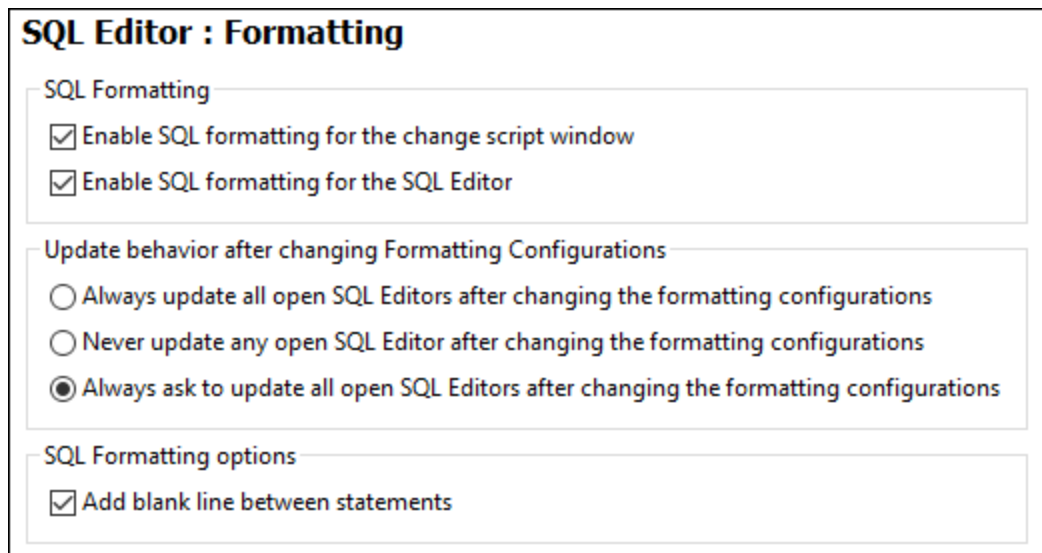 SQL Editor : Formatting
SQL Formatting
Enable SQL formatting for the change script window
Enable SQL formatting for the SQL Editor
Update behavior after changing Formatting Configurations
Always update all open SQL Editors after changing the formatting configurations
Never update any open SQL Editor after changing the formatting configurations
Always ask to update all open SQL Editors after changing the formatting configurations
SQL Formatting options
Add blank line between statements